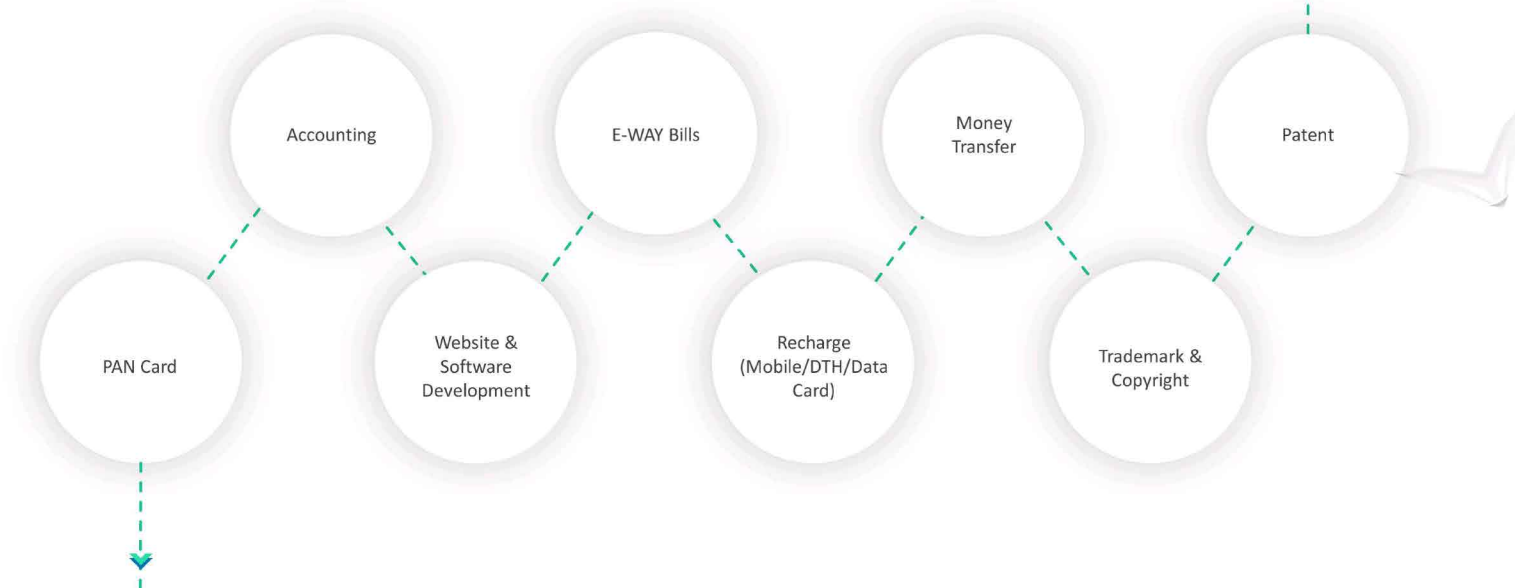 Accounting
E-WAY Bills
Money
Transfer
Patent
PAN Card
Website &
Software
Development
Recharge
(Mobile/DTH/Data
Card)
Trademark &
Copyright